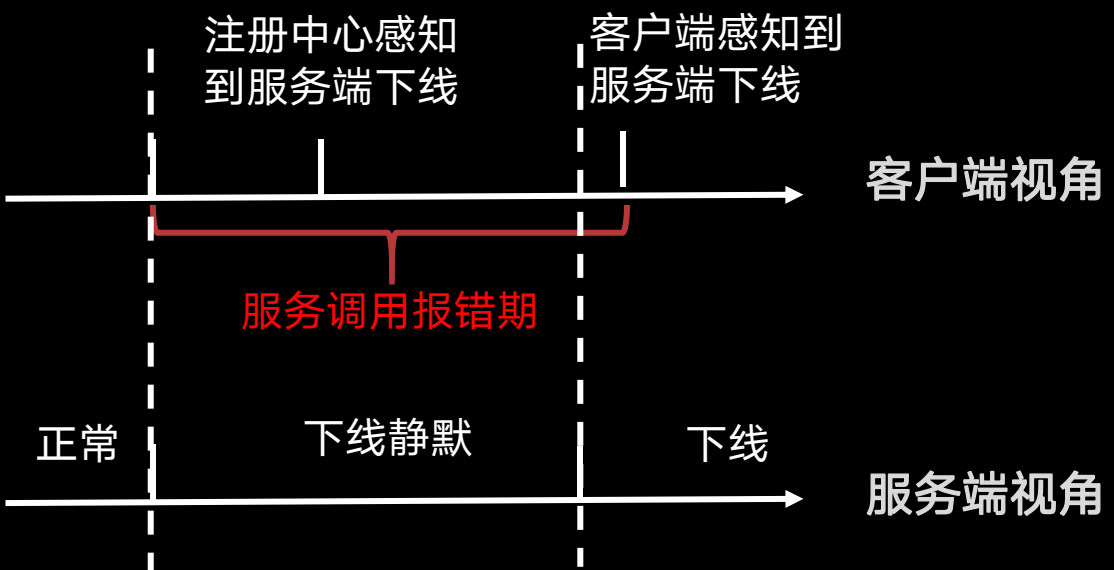 注册中心感知
到服务端下线
客户端感知到
服务端下线
客户端视角
服务调用报错期
正常
下线静默
下线
服务端视角